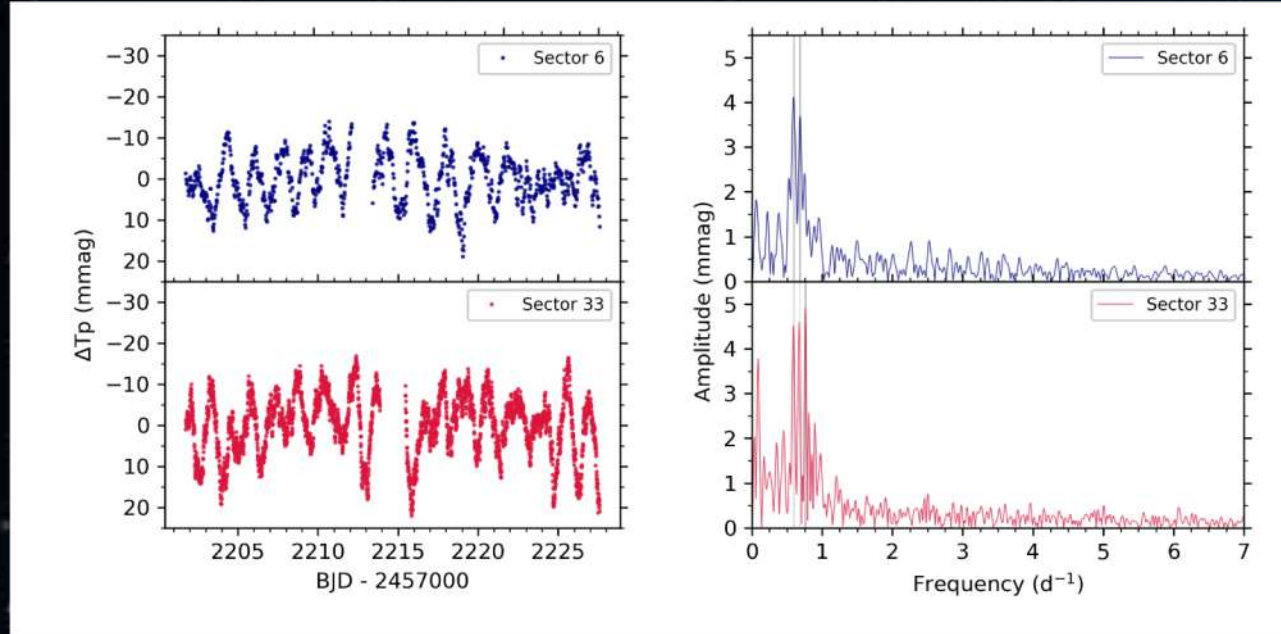 Sector 6
−30
−20
−10
0
10
20
Sector 33
−30
−20
−10
0
10
20
ΔTp (mmag)
2205 2210 2215 2220 2225
BJD - 2457000
Sector 6
5
4
3
2
1
0
Sector 33
5
4
3
2
1
0
Amplitude (mmag)
0 1 2 3 4 5 6 7
Frequency (d⁻¹)